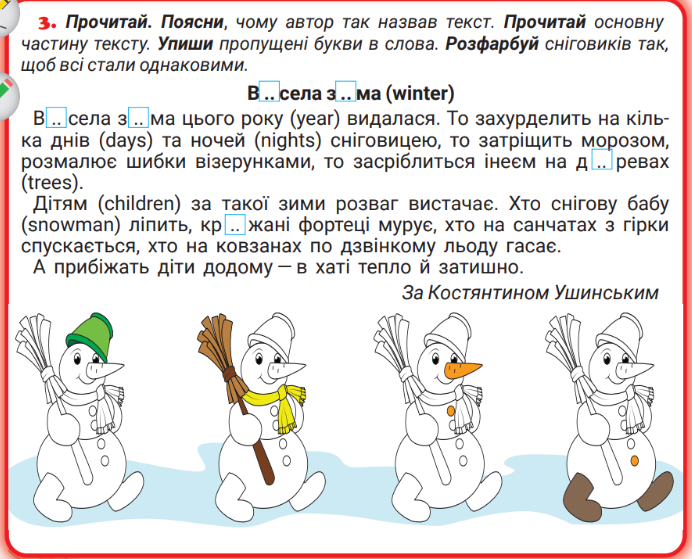 3. Прочитай. Поясни, чому автор так назвав текст. Прочитай основну
частину тексту. Упиши пропущені букви в слова. Розфарбуй сніговиків так,
щоб всі стали однаковими.
В..села з..ма (winter)
В..села з..ма цього року (year) видалася. То захурделить на кіль-
ка днів (days) та ночей (nights) сніговицею, то затріщить морозом,
розмалює шибки візерунками, то засріблиться інеєм на д..ревах
(trees).
Дітям (children) за такої зими розваг вистачає. Хто снігову бабу
(snowman) ліпить, кр..жані фортеці мурує, хто на санчатах з гірки
спускається, хто на ковзанах по дзвінкому льоду гасає.
А прибіжать діти додому — в хаті тепло й затишно.
За Костянтином Ушинським